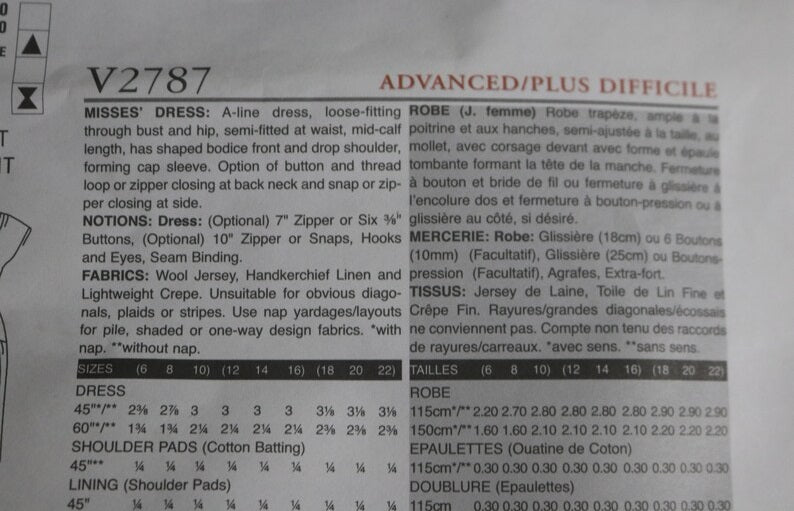 V2787
ADVANCED/PLUS DIFFICILE
MISSES' DRESS: A-line dress, loose-fitting
through bust and hip, semi-fitted at waist, mid-calf
length, has shaped bodice front and drop shoulder,
forming cap sleeve. Option of button and thread
loop or zipper closing at back neck and snap or zip-
per closing at side.
NOTIONS: Dress: (Optional) 7" Zipper or Six ⅜"
Buttons, (Optional) 10" Zipper or Snaps, Hooks
and Eyes, Seam Binding.
FABRICS: Wool Jersey, Handkerchief Linen and
Lightweight Crepe. Unsuitable for obvious diago-
nals, plaids or stripes. Use nap yardages/layouts
for pile, shaded or one-way design fabrics. *with
nap. **without nap.
SIZES (6 8 10) (12 14 16) (18 20 22)
DRESS
45"*/** 2⅜ 2⅞ 3 3 3 3 3⅛ 3⅛ 3⅛
60"*/** 1¾ 1¾ 2¼ 2¼ 2¼ 2¼ 2⅜ 2⅜ 2⅜
SHOULDER PADS (Cotton Batting)
45"** ¼ ¼ ¼ ¼ ¼ ¼ ¼ ¼ ¼
LINING (Shoulder Pads)
45" ¼ ¼ ¼ ¼ ¼ ¼ ¼ ¼ ¼
ROBE (J. femme) Robe trapèze, ample à la
poitrine et aux hanches, semi-ajustée à la taille, au
mollet, avec corsage devant avec forme et épaule
tombante formant la tête de la manche. Fermeture
à bouton et bride de fil ou fermeture à glissière à
l'encolure dos et fermeture à bouton-pression ou à
glissière au côté, si désiré.
MERCERIE: Robe: Glissière (18cm) ou 6 Boutons
(10mm) (Facultatif), Glissière (25cm) ou Boutons-
pression (Facultatif), Agrafes, Extra-fort.
TISSUS: Jersey de Laine, Toile de Lin Fine et
Crêpe Fin. Rayures/grandes diagonales/écossais
ne conviennent pas. Compte non tenu des raccords
de rayures/carreaux. *avec sens. **sans sens.
TAILLES (6 8 10) (12 14 16) (18 20 22)
ROBE
115cm*/** 2.20 2.70 2.80 2.80 2.80 2.80 2.90 2.90 2.90
150cm*/** 1.60 1.60 2.10 2.10 2.10 2.10 2.20 2.20 2.20
EPAULETTES (Ouatine de Coton)
115cm*/** 0.30 0.30 0.30 0.30 0.30 0.30 0.30 0.30 0.30
DOUBLURE (Epaulettes)
115cm 0.30 0.30 0.30 0.30 0.30 0.30 0.30 0.30 0.30